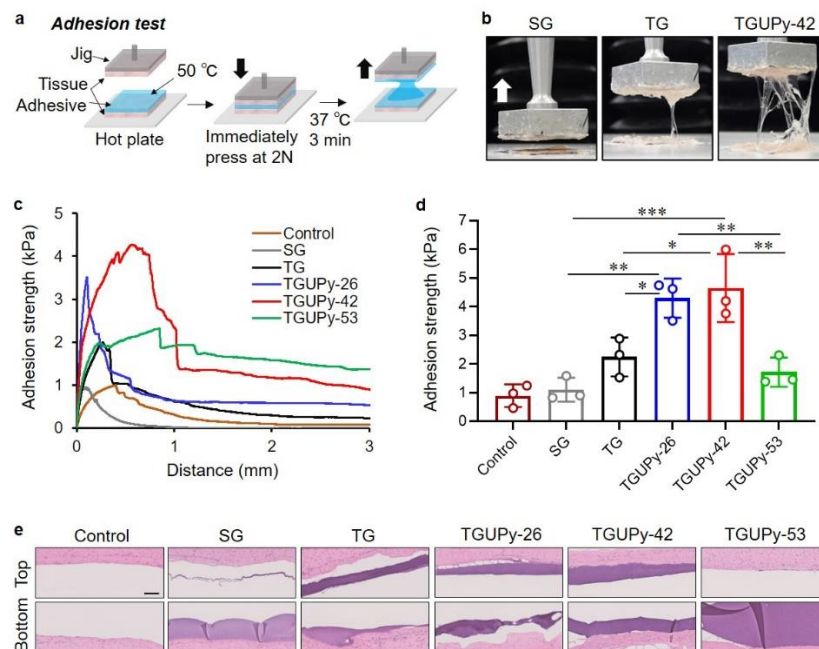 a
Adhesion test
Jig
Tissue
Adhesive
50 °C
Hot plate
Immediately
press at 2N
37 °C
3 min
b
SG
TG
TGUPy-42
c
Adhesion strength (kPa)
5
4
3
2
1
0
0
1
2
3
Distance (mm)
Control
SG
TG
TGUPy-26
TGUPy-42
TGUPy-53
d
Adhesion strength (kPa)
7
6
5
4
3
2
1
0
***
**
*
**
**
*
Control
SG
TG
TGUPy-26
TGUPy-42
TGUPy-53
e
Control
SG
TG
TGUPy-26
TGUPy-42
TGUPy-53
Top
Bottom